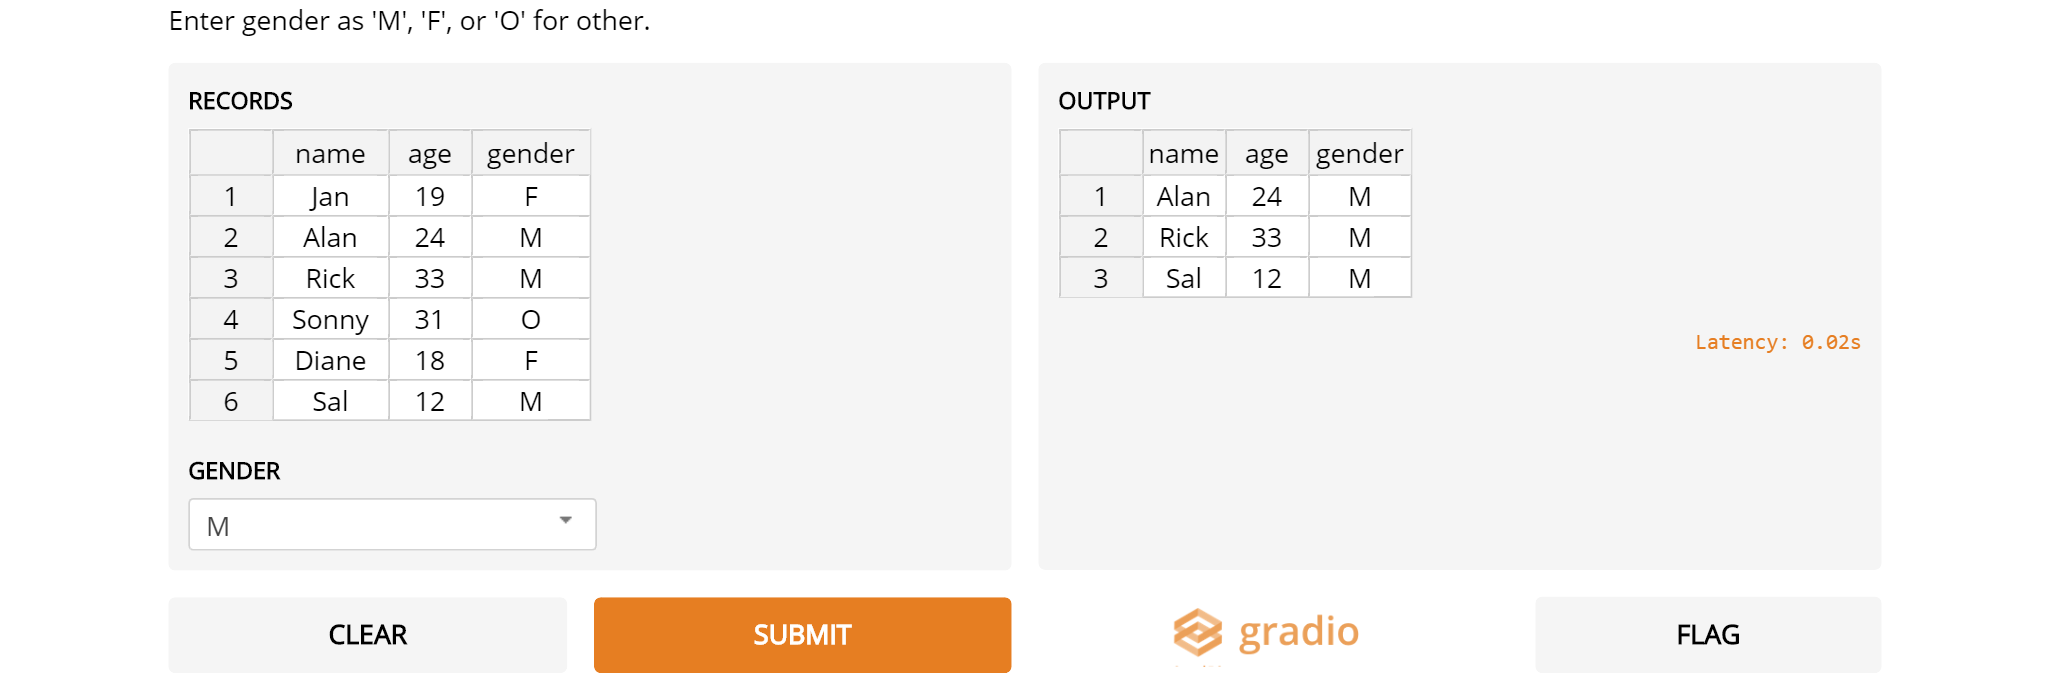 Enter gender as 'M', 'F', or 'O' for other.
RECORDS
name age gender
1 Jan 19 F
2 Alan 24 M
3 Rick 33 M
4 Sonny 31 O
5 Diane 18 F
6 Sal 12 M
GENDER
M
CLEAR
SUBMIT
OUTPUT
name age gender
1 Alan 24 M
2 Rick 33 M
3 Sal 12 M
Latency: 0.02s
gradio
FLAG